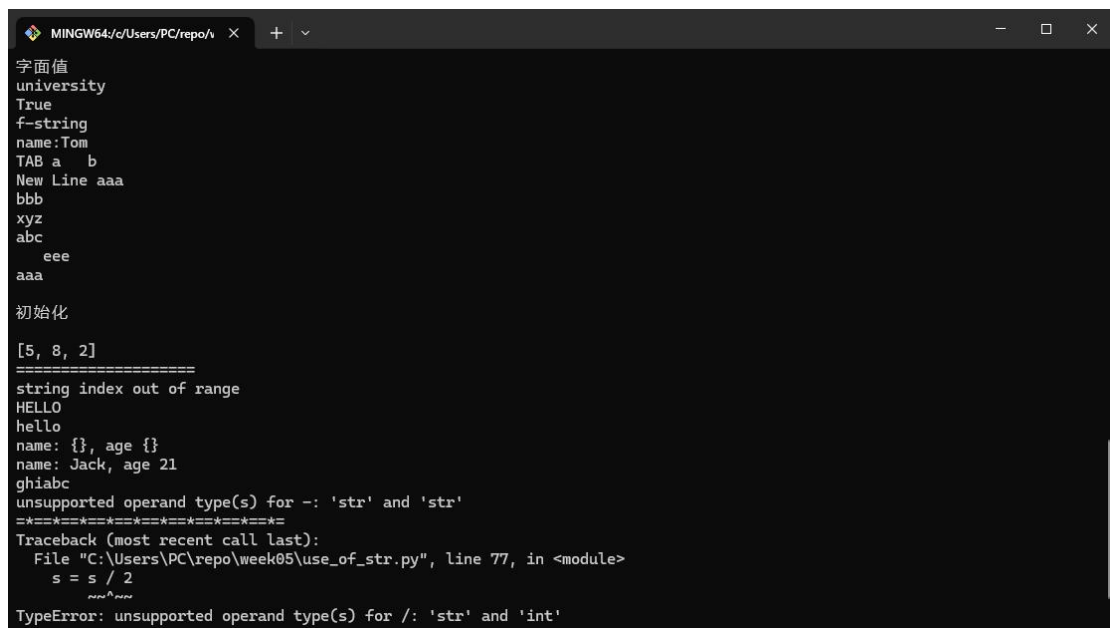 MINGW64:/c/Users/PC/repo/v
字面值
university
True
f-string
name:Tom
TAB a   b
New Line aaa
bbb
xyz
abc
   eee
aaa
初始化
[5, 8, 2]
====================
string index out of range
HELLO
hello
name: {}, age {}
name: Jack, age 21
ghiabc
unsupported operand type(s) for -: 'str' and 'str'
=*==*==*==*==*==*==*==*==*==*=
Traceback (most recent call last):
  File "C:\Users\PC\repo\week05\use_of_str.py", line 77, in <module>
    s = s / 2
        ~~^~~
TypeError: unsupported operand type(s) for /: 'str' and 'int'